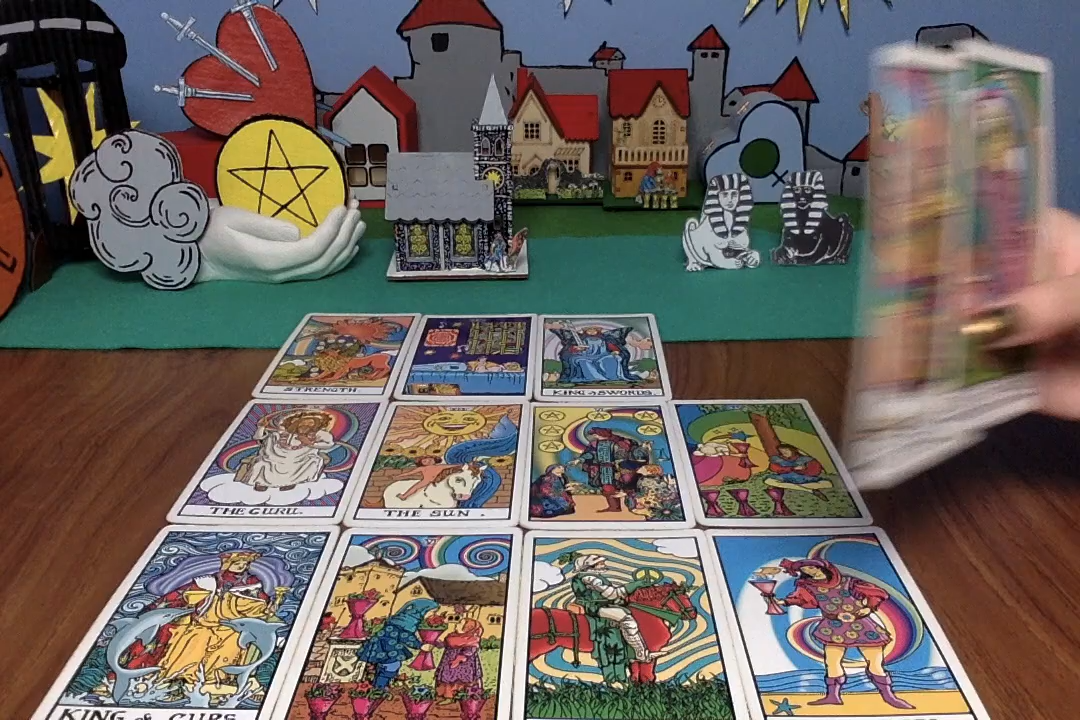 STRENGTH.
KING of SWORDS.
THE GURU.
THE SUN
KING of CUPS